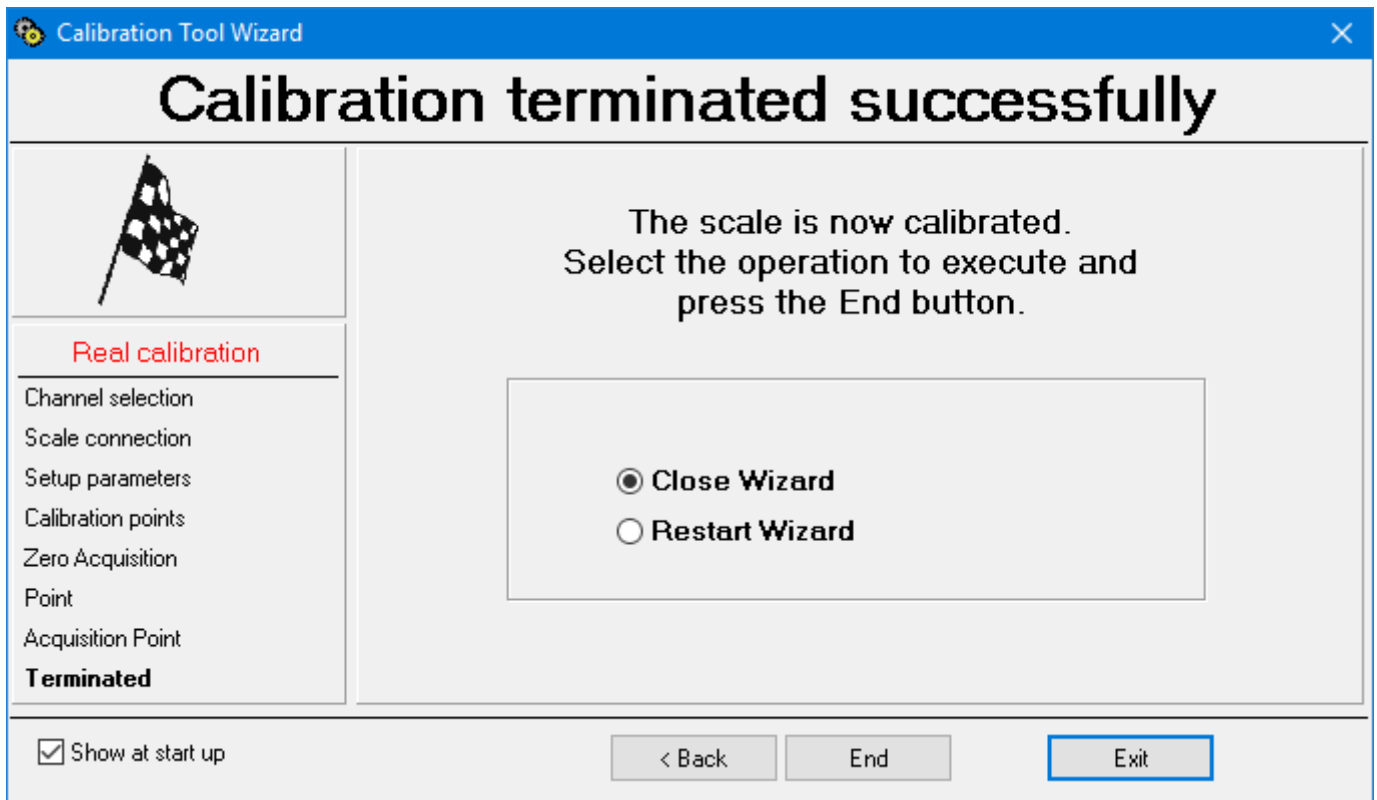 Calibration Tool Wizard
Calibration terminated successfully
The scale is now calibrated.
Select the operation to execute and
press the End button.
Real calibration
Channel selection
Scale connection
Setup parameters
Calibration points
Zero Acquisition
Point
Acquisition Point
Terminated
Close Wizard
Restart Wizard
Show at start up
< Back
End
Exit